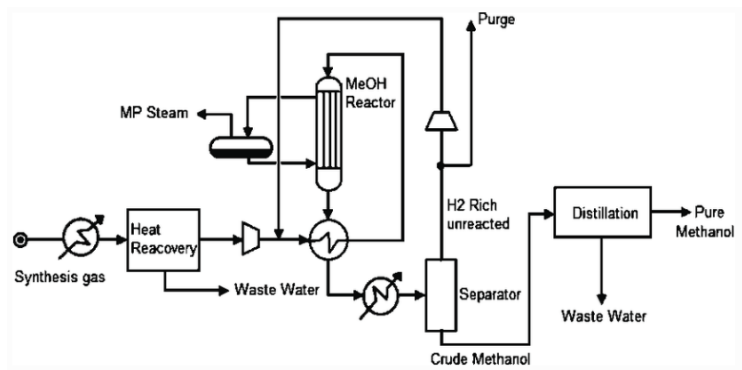 Purge
MeOH
Reactor
MP Steam
H2 Rich
unreacted
Heat
Reacovery
Distillation
Pure
Methanol
Synthesis gas
Waste Water
Separator
Waste Water
Crude Methanol